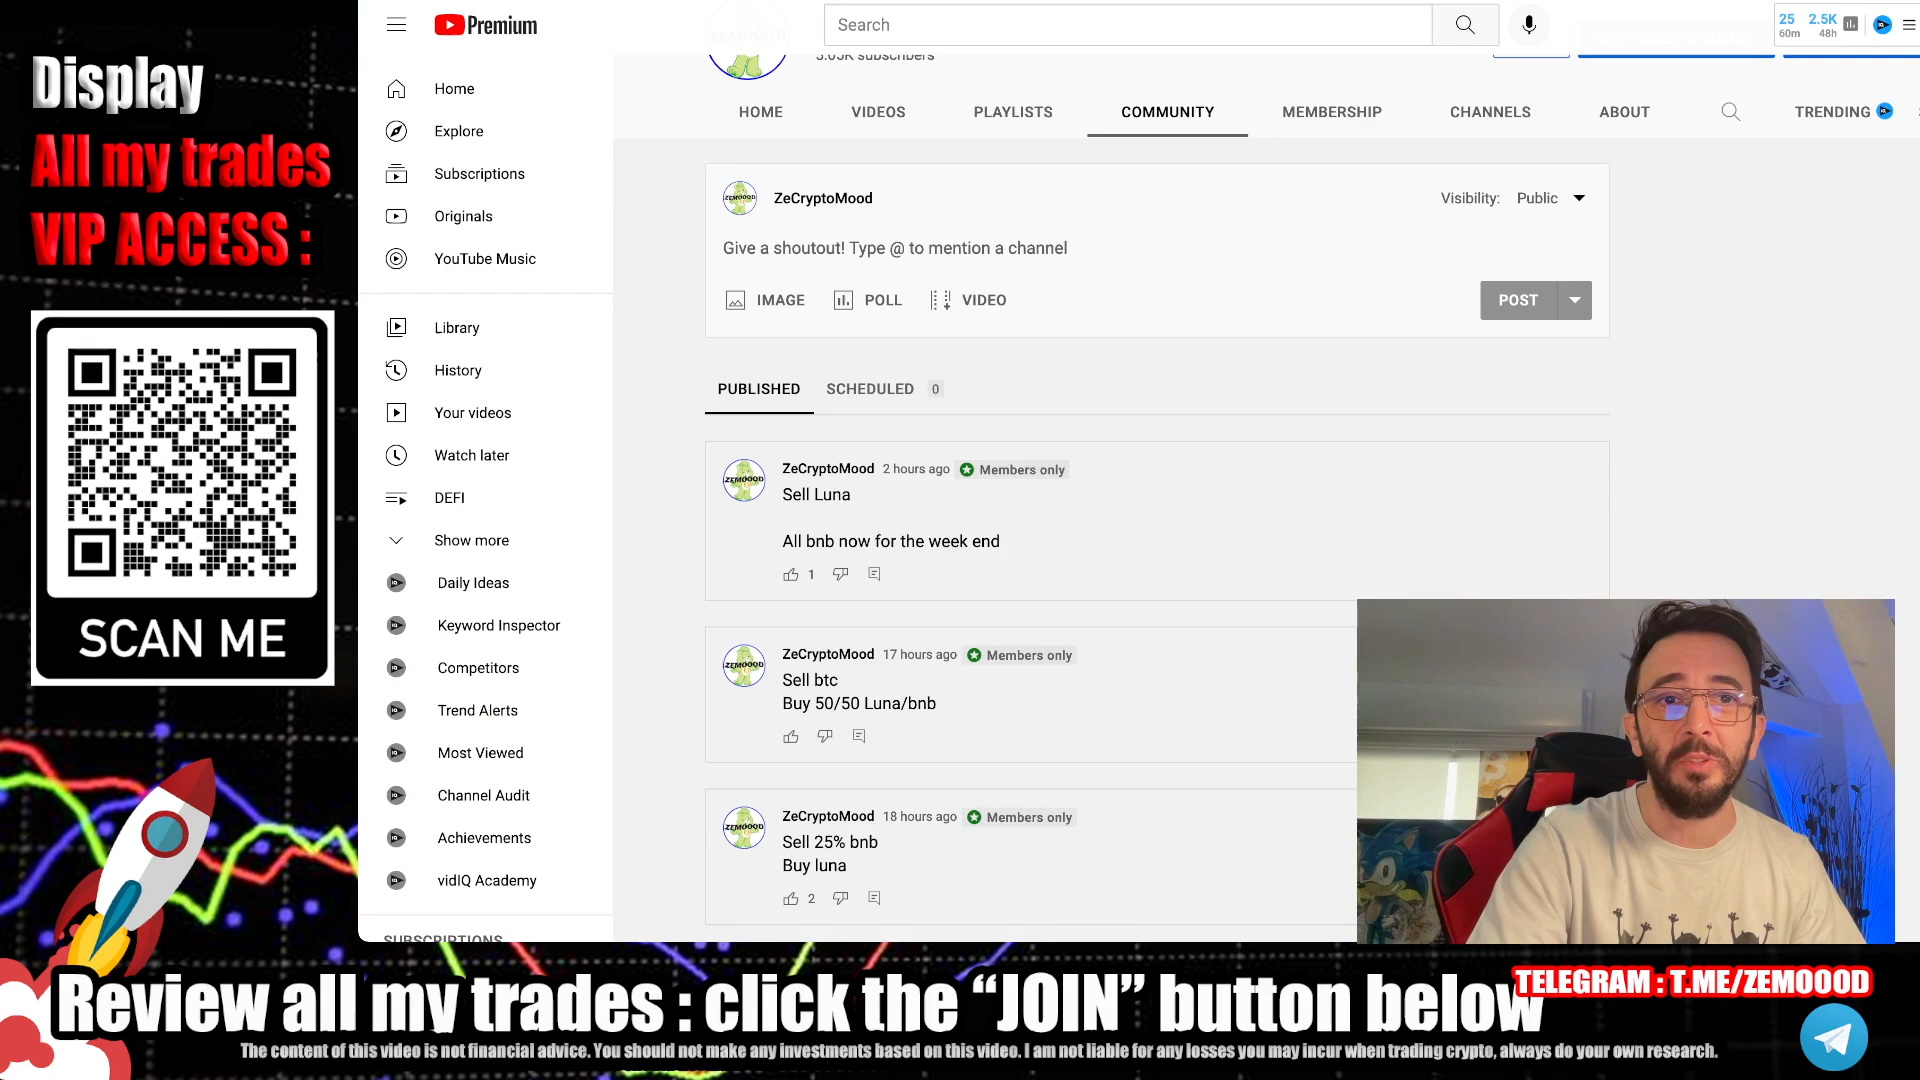 Display
All my trades
VIP ACCESS :
SCAN ME
Premium
Search
25
60m
2.5K
48h
Home
Explore
Subscriptions
Originals
YouTube Music
Library
History
Your videos
Watch later
DEFI
Show more
Daily Ideas
Keyword Inspector
Competitors
Trend Alerts
Most Viewed
Channel Audit
Achievements
vidIQ Academy
SUBSCRIPTIONS
3.05K subscribers
HOME
VIDEOS
PLAYLISTS
COMMUNITY
MEMBERSHIP
CHANNELS
ABOUT
TRENDING
ZEMOOOD
ZeCryptoMood
Visibility: Public
Give a shoutout! Type @ to mention a channel
IMAGE
POLL
VIDEO
POST
PUBLISHED
SCHEDULED 0
ZEMOOOD
ZeCryptoMood 2 hours ago Members only
Sell Luna
All bnb now for the week end
1
ZEMOOOD
ZeCryptoMood 17 hours ago Members only
Sell btc
Buy 50/50 Luna/bnb
ZEMOOOD
ZeCryptoMood 18 hours ago Members only
Sell 25% bnb
Buy luna
2
Review all my trades : click the “JOIN” button below
TELEGRAM : T.ME/ZEMOOOD
The content of this video is not financial advice. You should not make any investments based on this video. I am not liable for any losses you may incur when trading crypto, always do your own research.